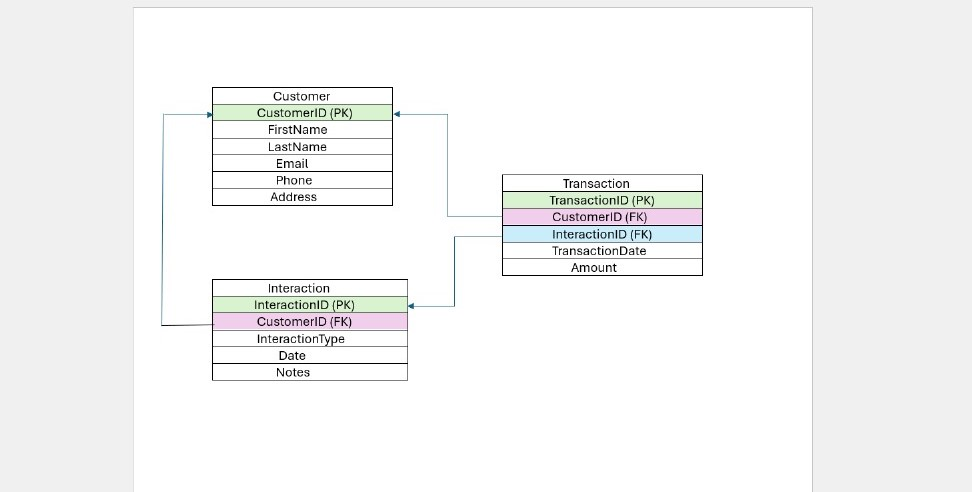 Customer
CustomerID (PK)
FirstName
LastName
Email
Phone
Address
Transaction
TransactionID (PK)
CustomerID (FK)
InteractionID (FK)
TransactionDate
Amount
Interaction
InteractionID (PK)
CustomerID (FK)
InteractionType
Date
Notes